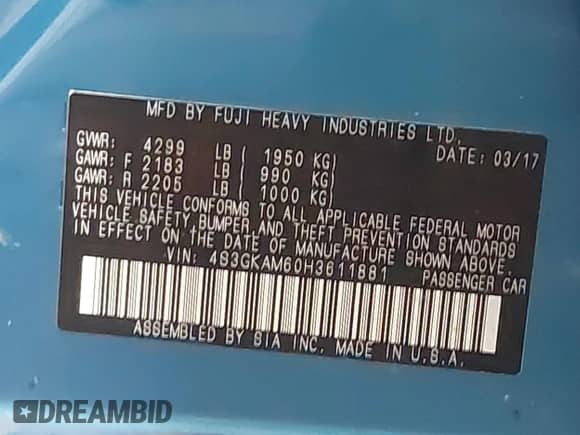 MFD BY FUJI HEAVY INDUSTRIES LTD.
GVWR: 4299 LB ( 1950 KG) DATE: 03/17
GAWR: F 2183 LB ( 990 KG)
GAWR: R 2205 LB ( 1000 KG)
THIS VEHICLE CONFORMS TO ALL APPLICABLE FEDERAL MOTOR
VEHICLE SAFETY, BUMPER, AND THEFT PREVENTION STANDARDS
IN EFFECT ON THE DATE OF MANUFACTURE SHOWN ABOVE.
VIN: 4S3GKAM60H3611881 PASSENGER CAR
ASSEMBLED BY SIA INC. MADE IN U.S.A.
DREAMBID